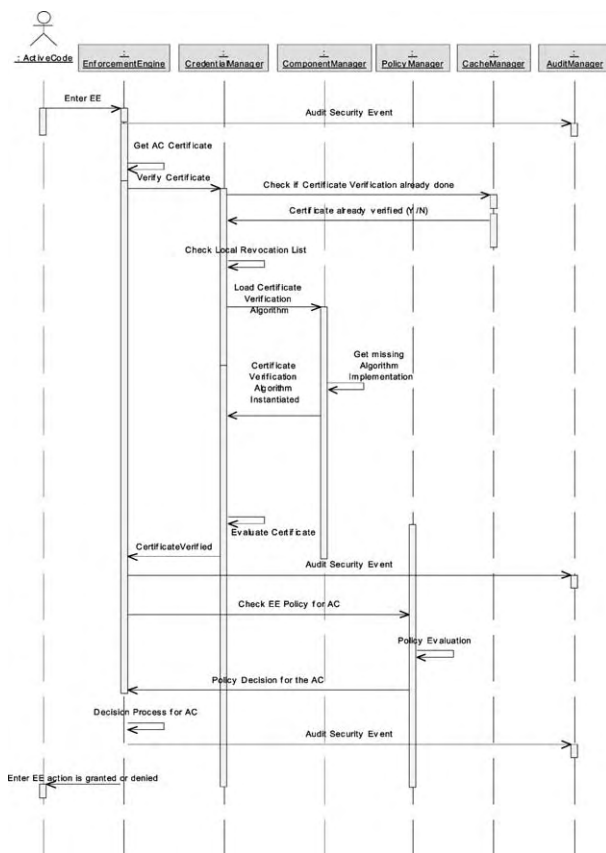 : ActiveCode
:
EnforcementEngine
:
CredentialManager
:
ComponentManager
:
PolicyManager
:
CacheManager
:
AuditManager
Enter EE
Audit Security Event
Get AC Certificate
Verify Certificate
Check if Certificate Verification already done
Certificate already verified (Y/N)
Check Local Revocation List
Load Certificate
Verification
Algorithm
Get missing
Algorithm
Implementation
Certificate
Verification
Algorithm
Instantiated
Evaluate Certificate
CertificateVerified
Audit Security Event
Check EE Policy for AC
Policy Evaluation
Policy Decision for the AC
Decision Process for AC
Audit Security Event
Enter EE action is granted or denied